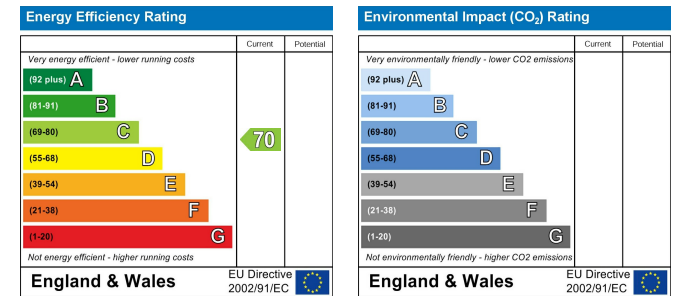 Energy Efficiency Rating
Current Potential
Very energy efficient - lower running costs
(92 plus) A
(81-91) B
(69-80) C
70
(55-68) D
(39-54) E
(21-38) F
(1-20) G
Not energy efficient - higher running costs
England & Wales
EU Directive
2002/91/EC
Environmental Impact (CO2) Rating
Current Potential
Very environmentally friendly - lower CO2 emissions
(92 plus) A
(81-91) B
(69-80) C
(55-68) D
(39-54) E
(21-38) F
(1-20) G
Not environmentally friendly - higher CO2 emissions
England & Wales
EU Directive
2002/91/EC